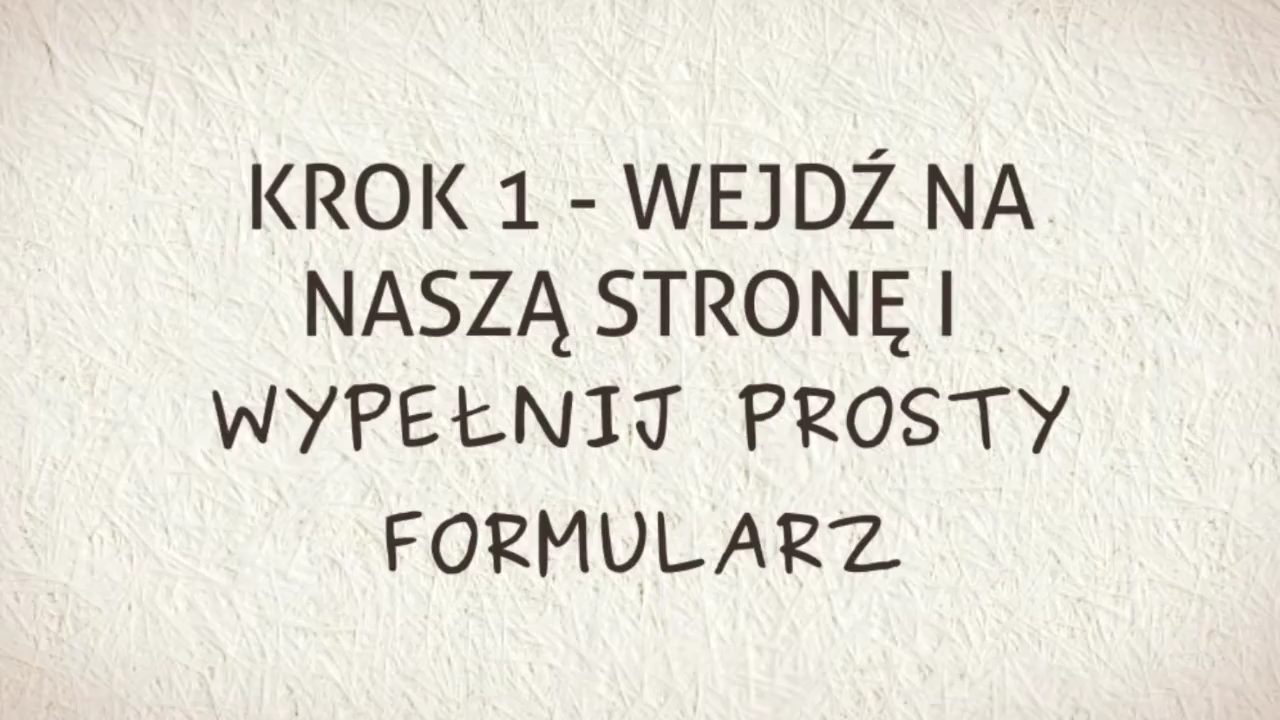 KROK 1 - WEJDŹ NA
NASZĄ STRONĘ I
WYPEŁNIJ PROSTY
FORMULARZ